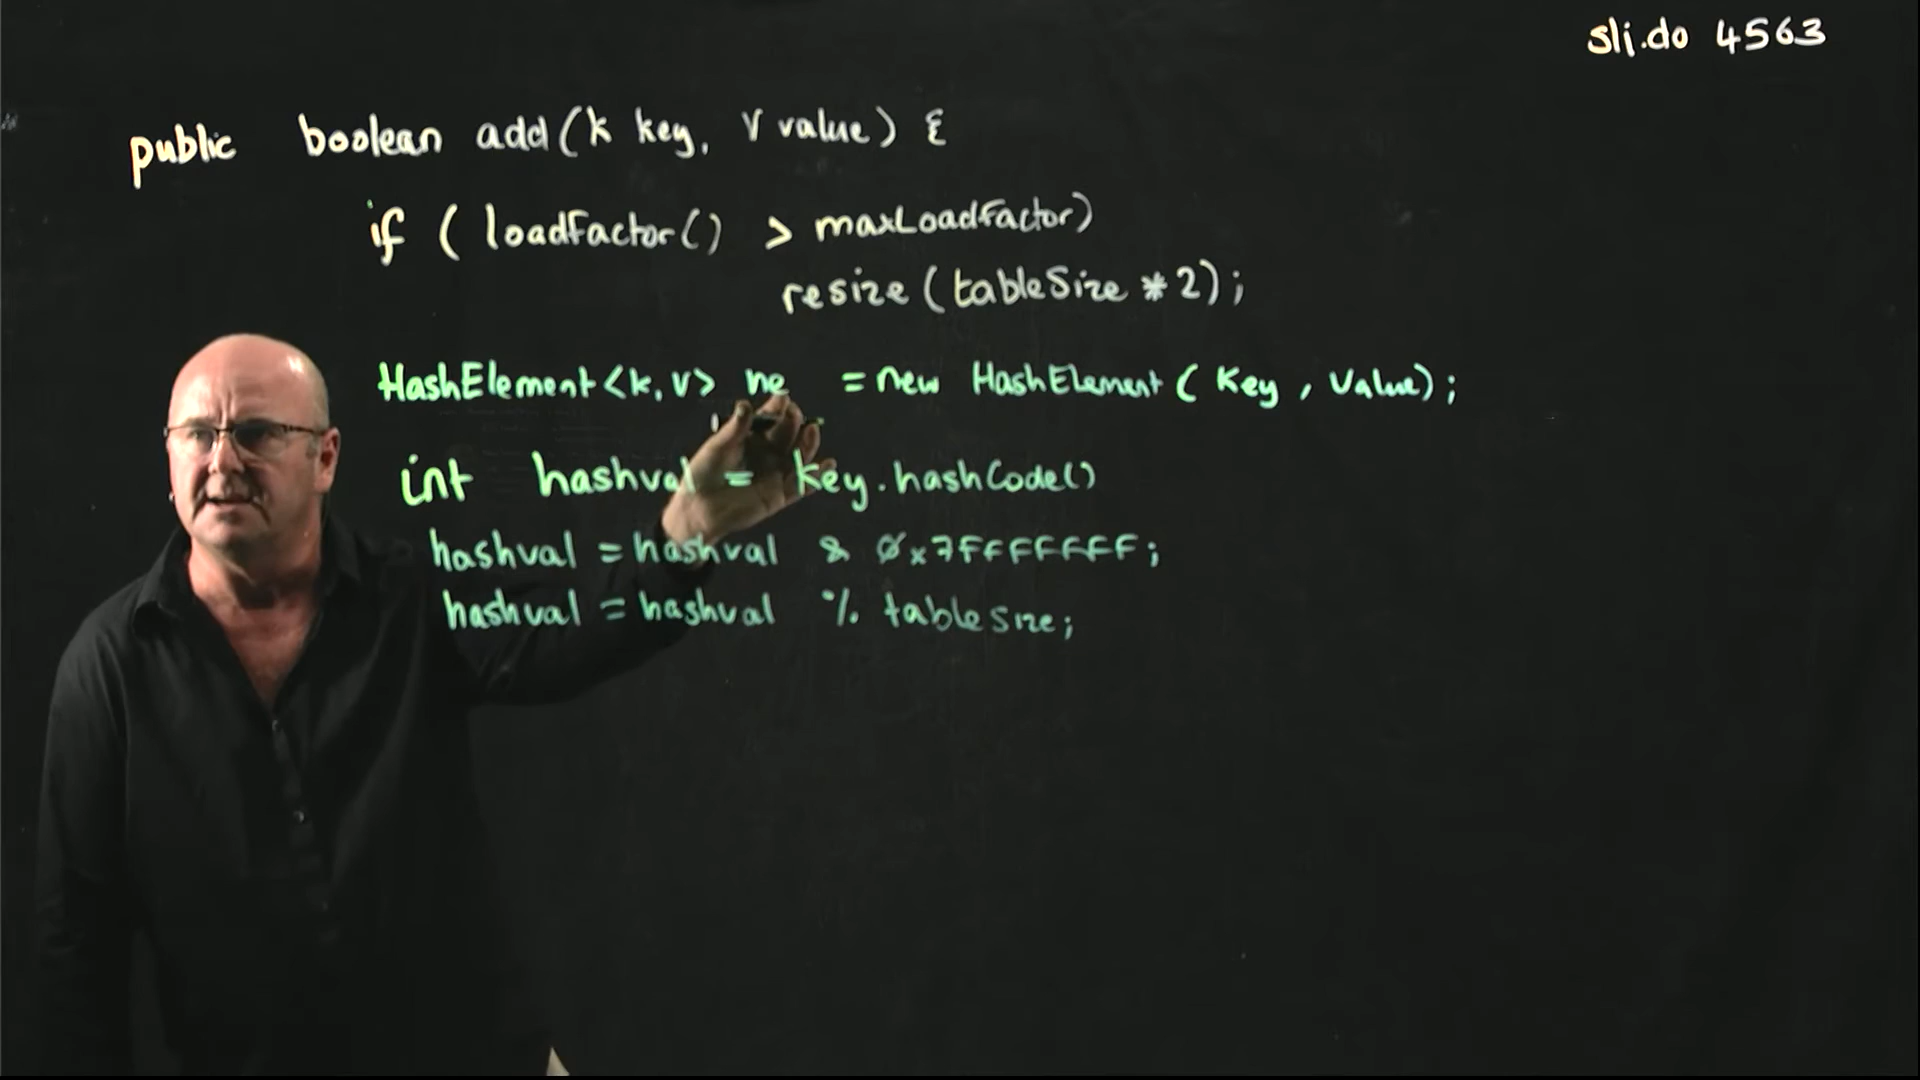 sli.do 4563
public boolean add(k key, V value) {
if ( loadFactor() > maxLoadFactor)
resize (tableSize * 2);
HashElement<k,V> ne = new HashElement( Key, Value);
int hashval = key.hashCode()
hashval = hashval & 0x7FFFFFFF;
hashval = hashval % tablesize;